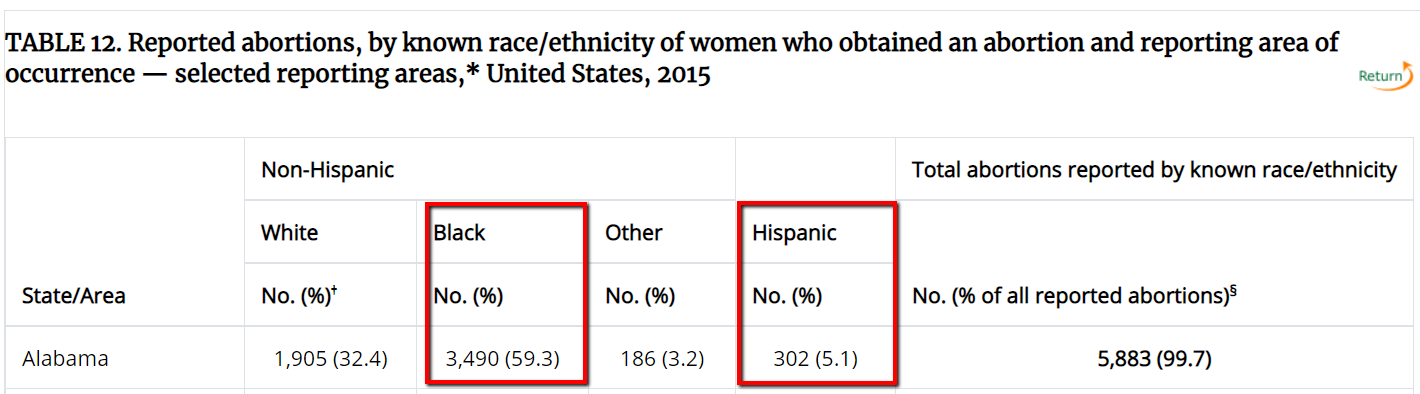 TABLE 12. Reported abortions, by known race/ethnicity of women who obtained an abortion and reporting area of
occurrence — selected reporting areas,* United States, 2015
Return
Non-Hispanic
Total abortions reported by known race/ethnicity
White
Black
Other
Hispanic
State/Area
No. (%)†
No. (%)
No. (%)
No. (%)
No. (% of all reported abortions)§
Alabama
1,905 (32.4)
3,490 (59.3)
186 (3.2)
302 (5.1)
5,883 (99.7)